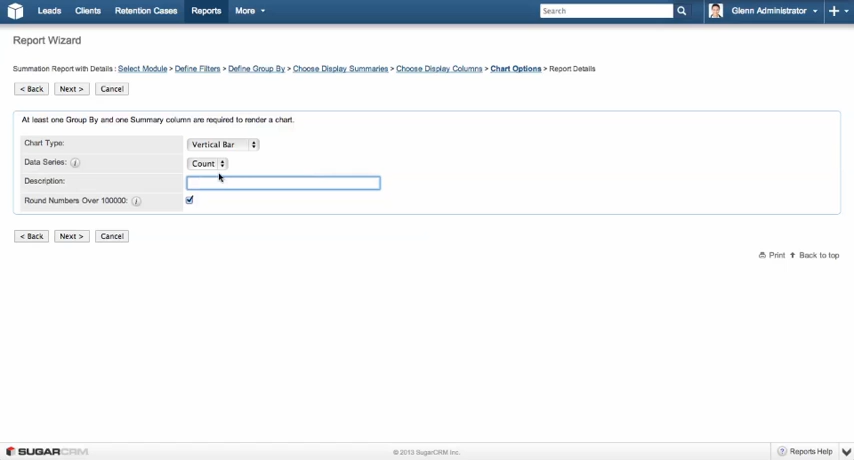 Leads Clients Retention Cases Reports More Search Glenn Administrator
Report Wizard
Summation Report with Details : Select Module > Define Filters > Define Group By > Choose Display Summaries > Choose Display Columns > Chart Options > Report Details
< Back Next > Cancel
At least one Group By and one Summary column are required to render a chart.
Chart Type: Vertical Bar
Data Series: i Count
Description:
Round Numbers Over 100000: i
< Back Next > Cancel
Print Back to top
SUGARCRM © 2013 SugarCRM Inc. ? Reports Help